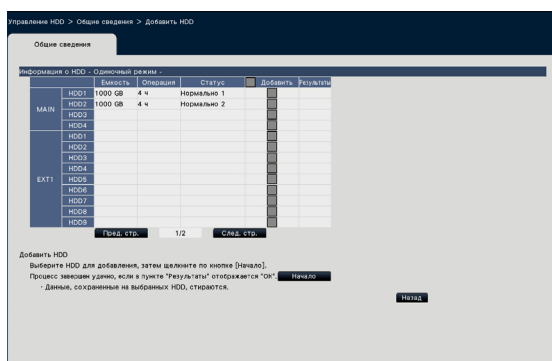 Управление HDD > Общие сведения > Добавить HDD
Общие сведения
Информация о HDD - Одиночный режим -
Емкость Операция Статус Добавить Результаты
MAIN HDD1 1000 GB 4 ч Нормально 1
HDD2 1000 GB 4 ч Нормально 2
HDD3
HDD4
EXT1 HDD1
HDD2
HDD3
HDD4
HDD5
HDD6
HDD7
HDD8
HDD9
Пред. стр. 1/2 След. стр.
Добавить HDD
Выберите HDD для добавления, затем щелкните по кнопке [Начало].
Процесс завершен удачно, если в пункте "Результаты" отображается "OK". Начало
- Данные, сохраненные на выбранных HDD, стираются.
Назад